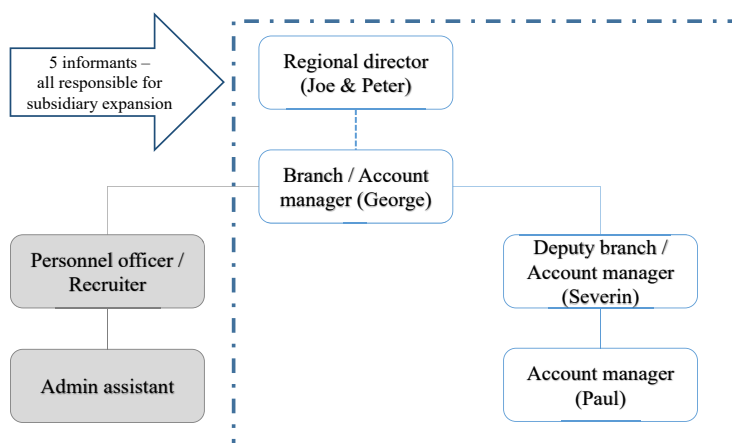 5 informants –
all responsible for
subsidiary expansion
Regional director
(Joe & Peter)
Branch / Account
manager (George)
Personnel officer /
Recruiter
Deputy branch /
Account manager
(Severin)
Admin assistant
Account manager
(Paul)